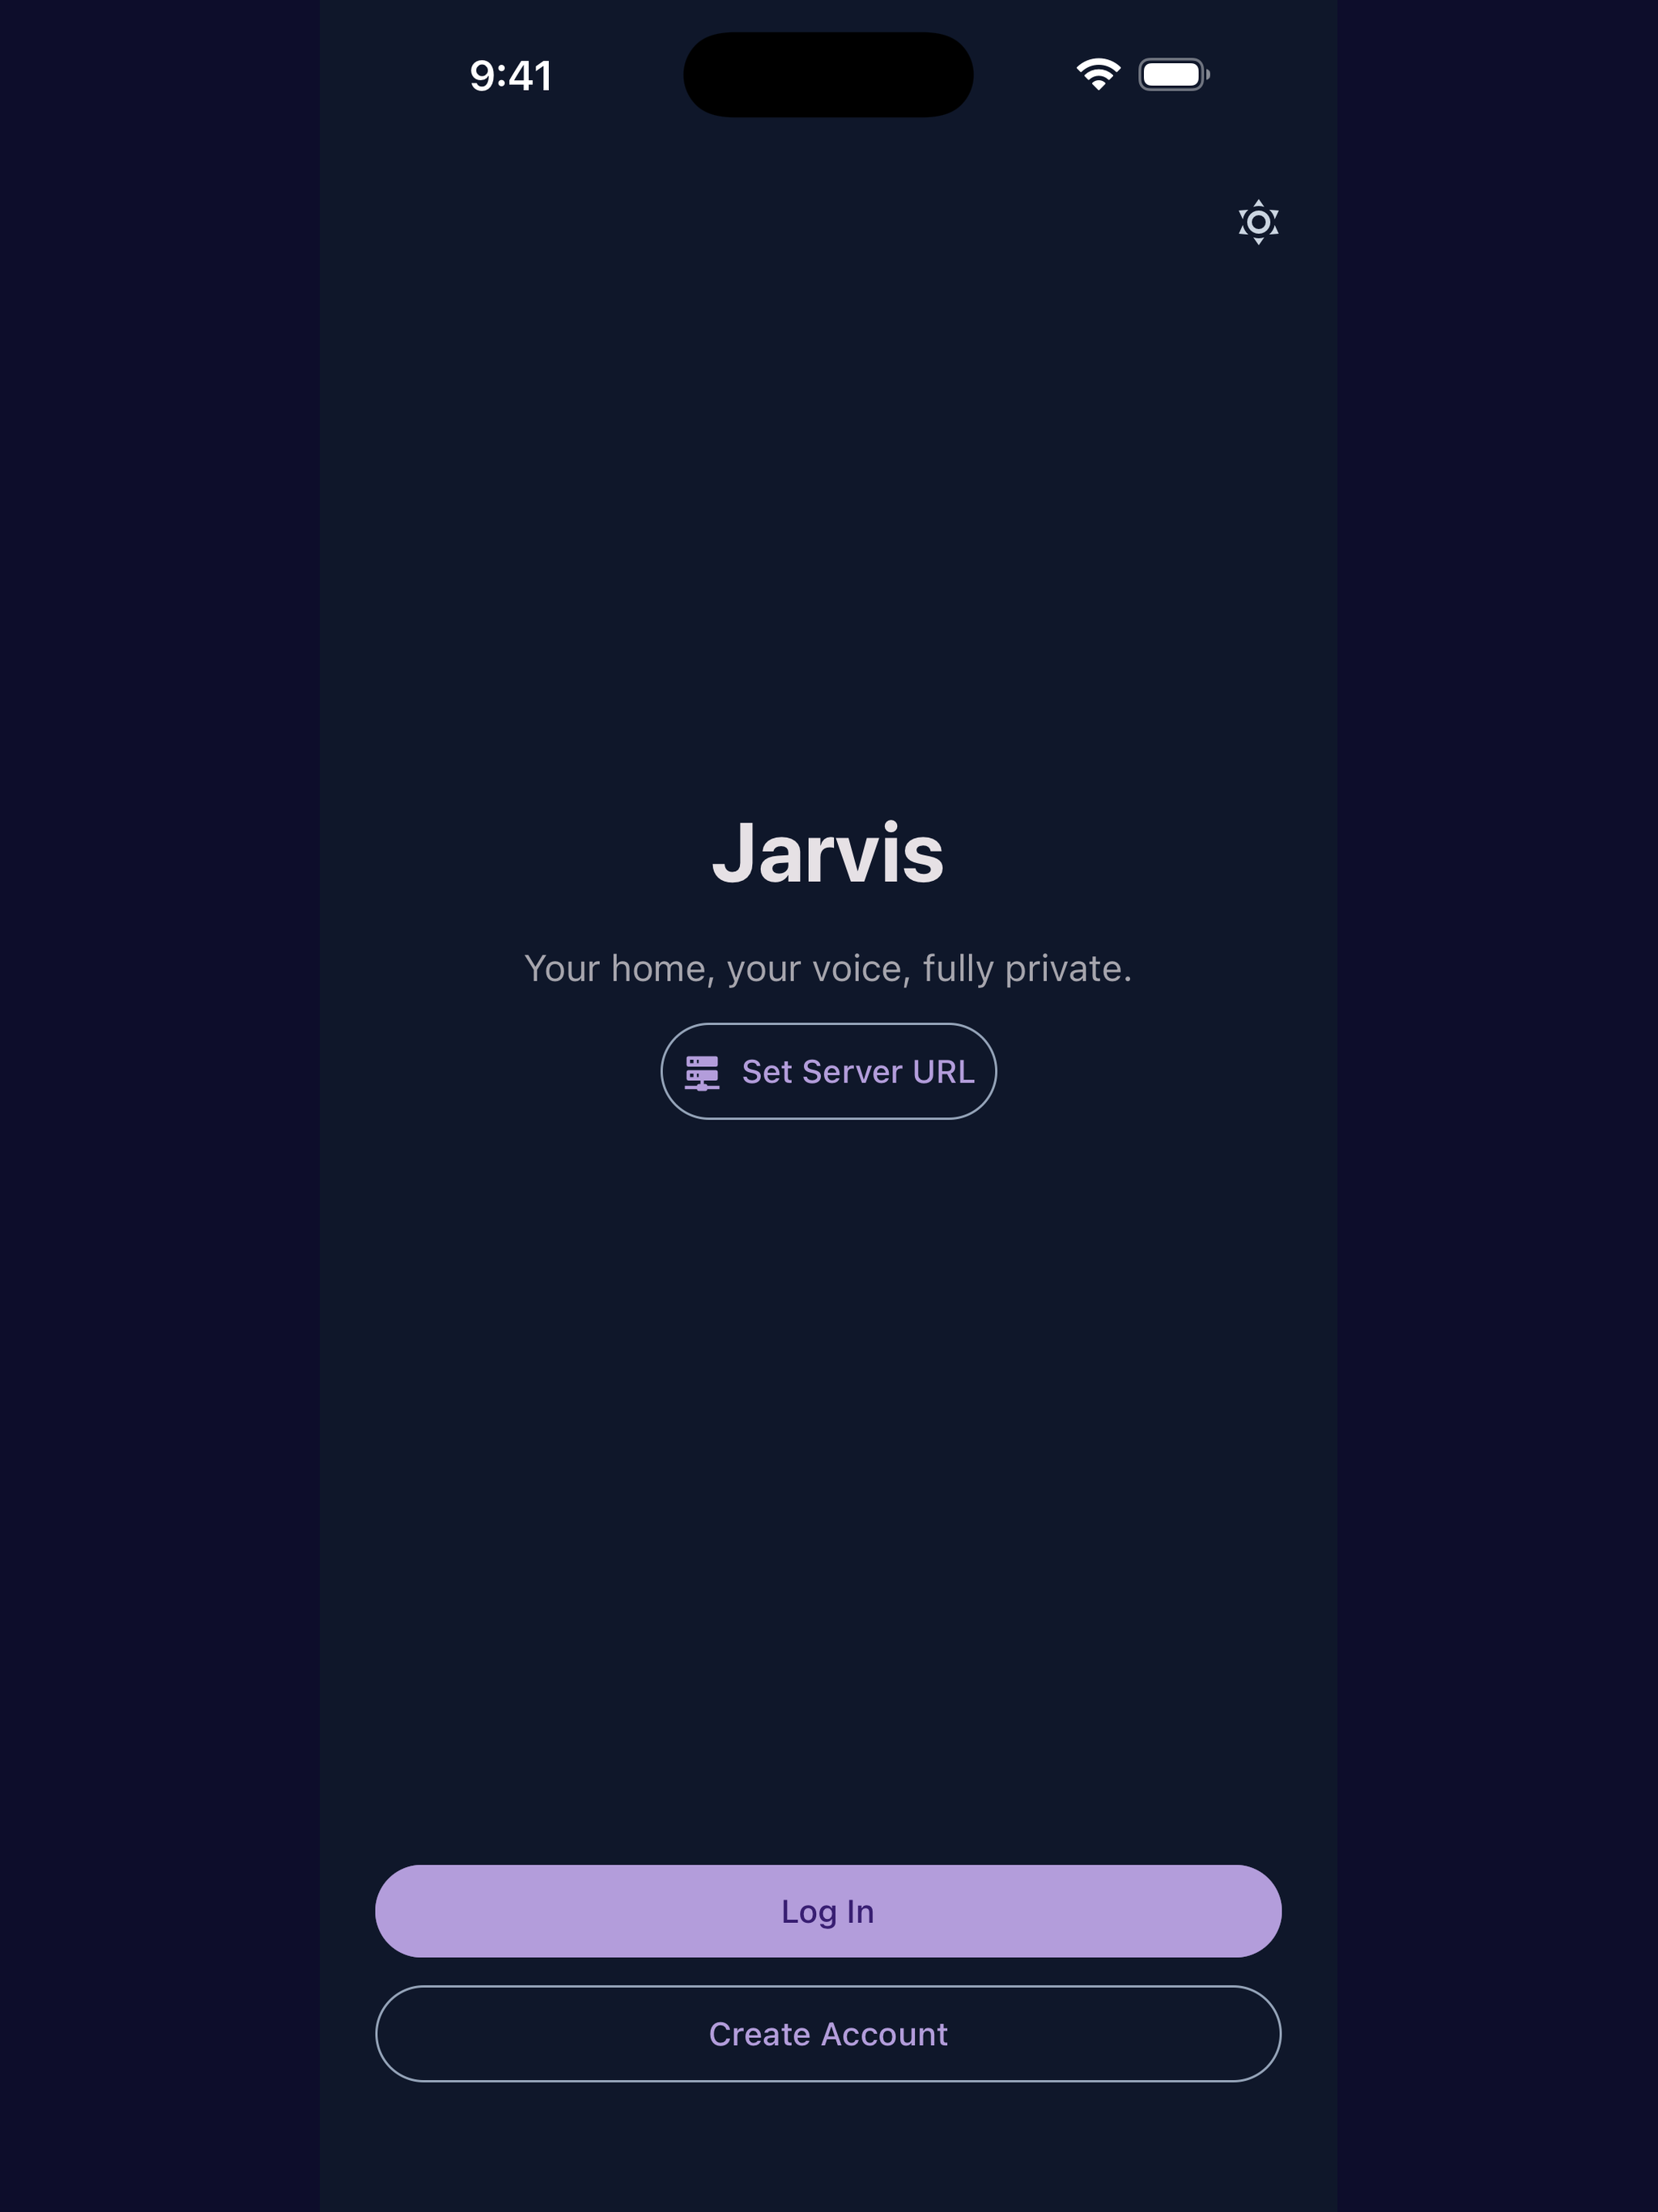 9:41
Jarvis
Your home, your voice, fully private.
Set Server URL
Log In
Create Account